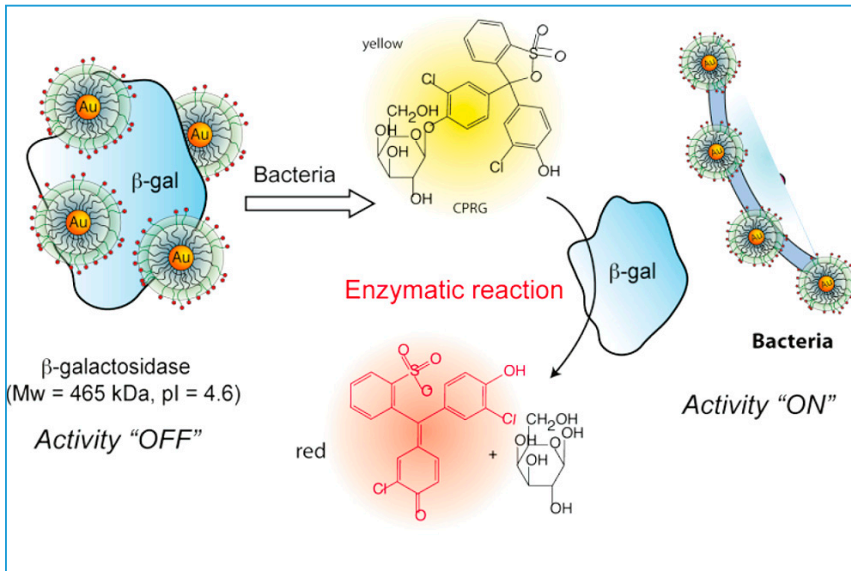 Au
Au
Au
Au
β-gal
β-galactosidase
(Mw = 465 kDa, pI = 4.6)
Activity “OFF”
Bacteria
yellow
S
O
O
O
Cl
CH2OH
OH
OH
O
O
OH
Cl
OH
CPRG
Enzymatic reaction
β-gal
red
O
O
S
O
OH
Cl
Cl
O
+
CH2OH
OH
O
OH
OH
OH
Au
Au
Au
Au
Bacteria
Activity “ON”